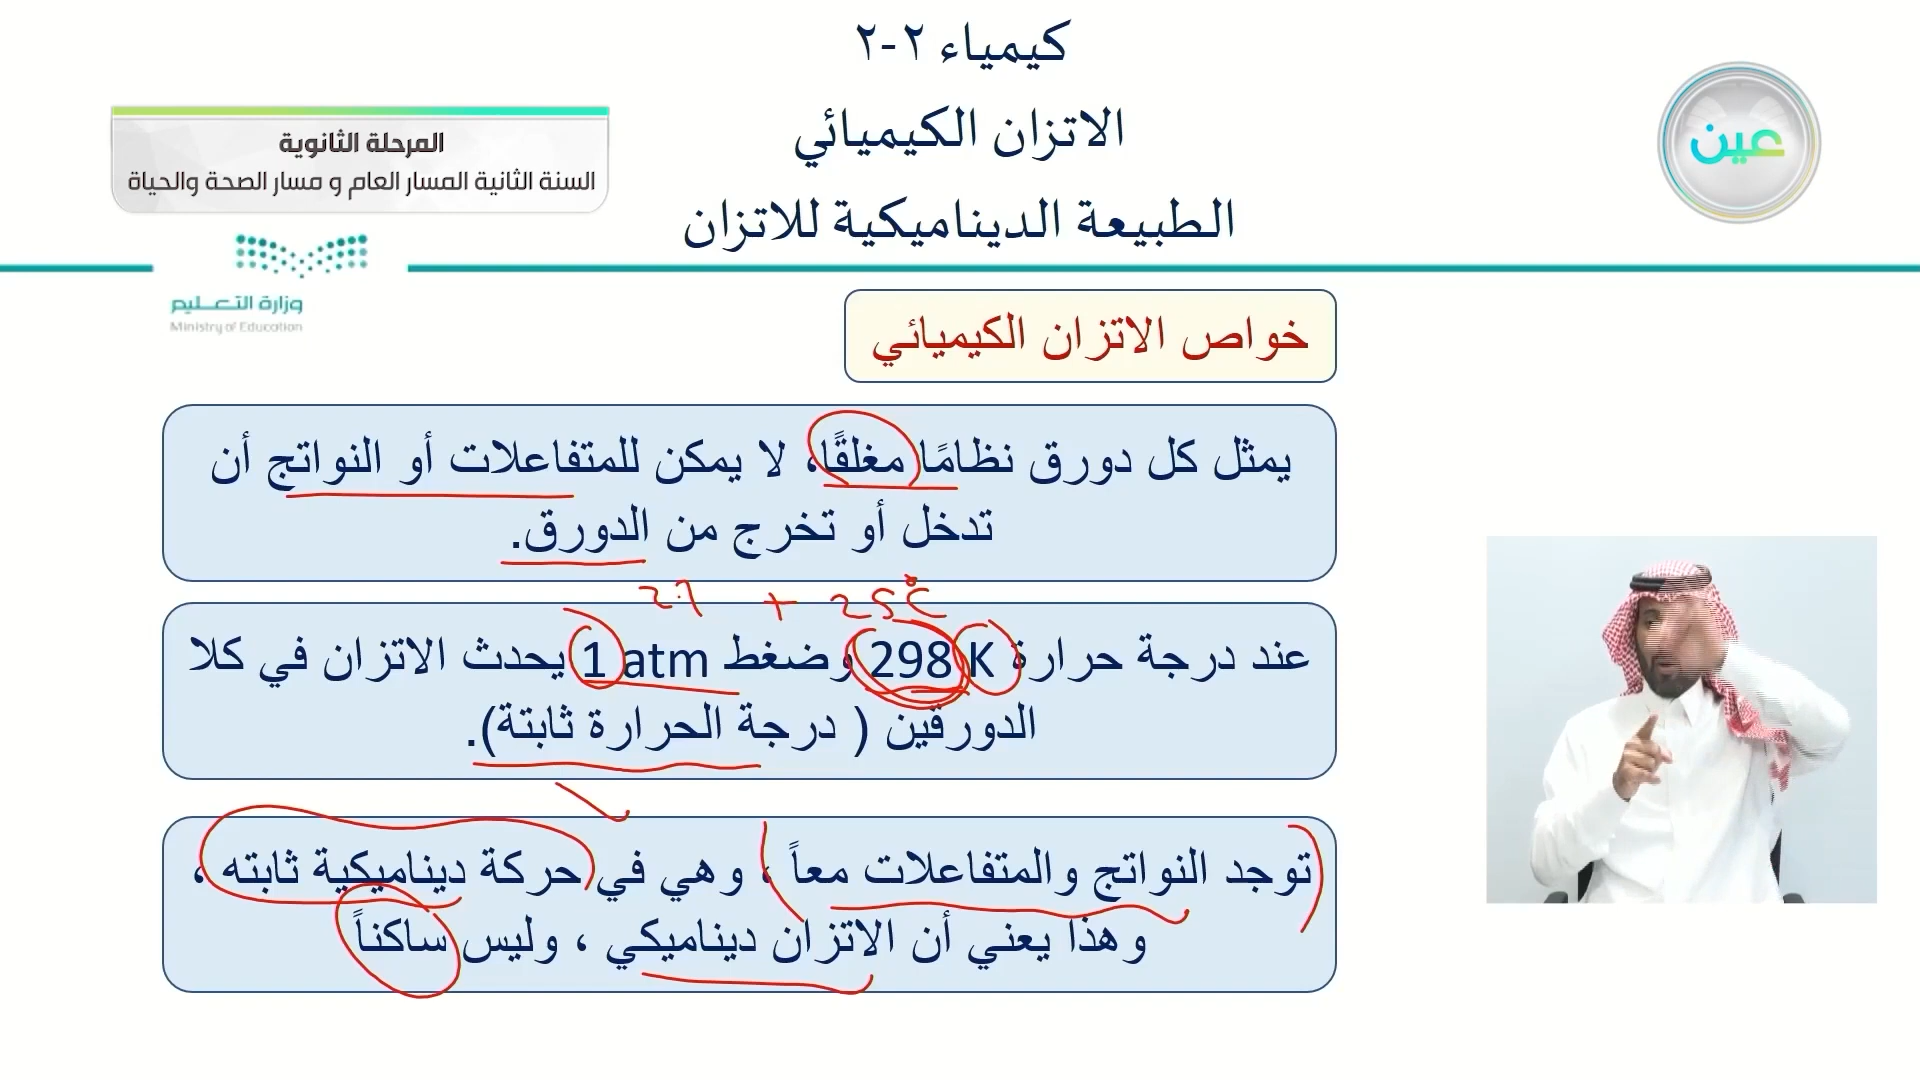 كيمياء ٢-٢
الاتزان الكيميائي
الطبيعة الديناميكية للاتزان
عين
المرحلة الثانوية
السنة الثانية المسار العام و مسار الصحة والحياة
وزارة التعليم
Ministry of Education
خواص الاتزان الكيميائي
يمثل كل دورق نظامًا مغلقًا، لا يمكن للمتفاعلات أو النواتج أن
تدخل أو تخرج من الدورق.
+ 25°C
عند درجة حرارة 298 K وضغط 1 atm يحدث الاتزان في كلا
الدورقين ( درجة الحرارة ثابتة).
توجد النواتج والمتفاعلات معاً ، وهي في حركة ديناميكية ثابته ،
وهذا يعني أن الاتزان ديناميكي ، وليس ساكناً